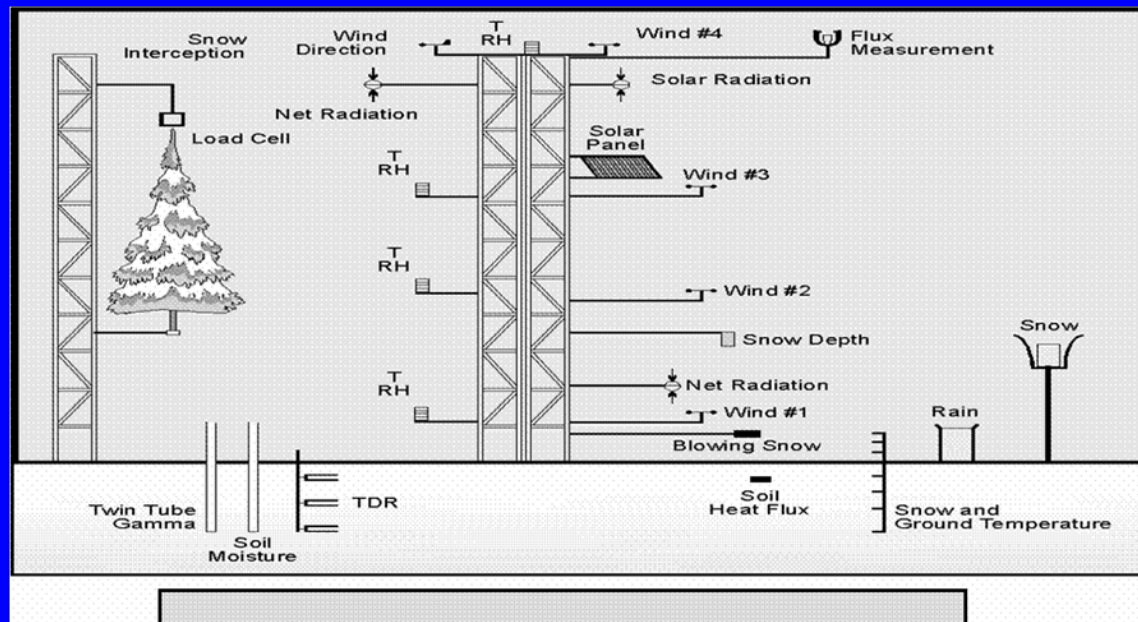 Snow
Interception
Wind
Direction
T
RH
Wind #4
Flux
Measurement
Net Radiation
Solar Radiation
Load Cell
Solar
Panel
T
RH
Wind #3
T
RH
Wind #2
Snow Depth
Snow
T
RH
Net Radiation
Wind #1
Rain
Blowing Snow
Twin Tube
Gamma
TDR
Soil
Moisture
Soil
Heat Flux
Snow and
Ground Temperature